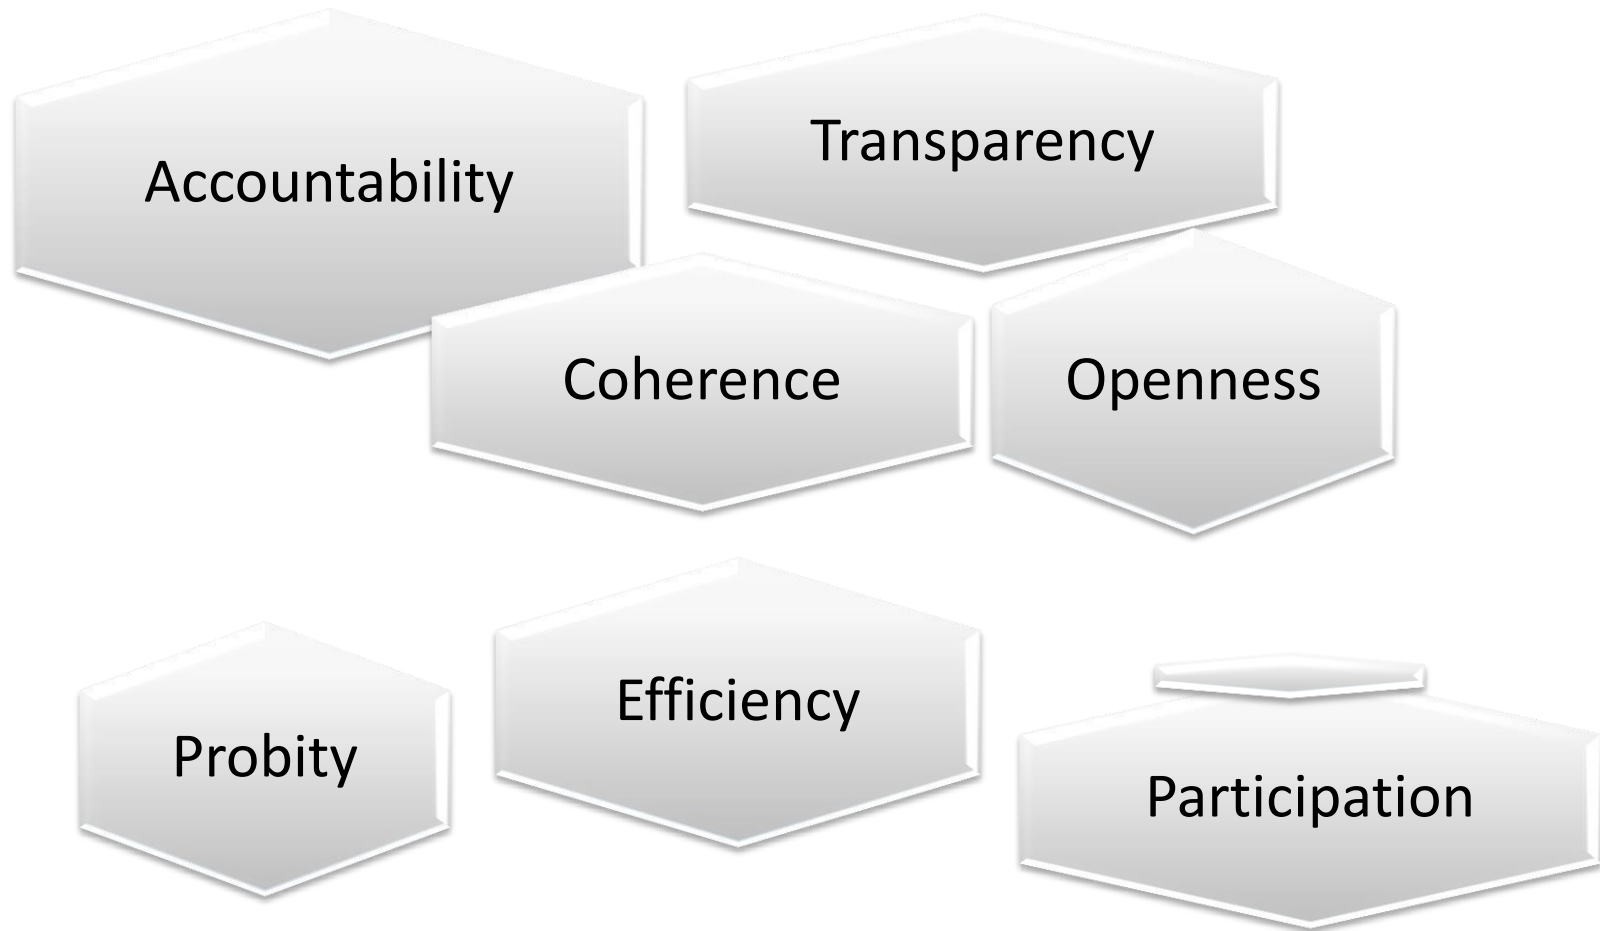 Accountability
Transparency
Coherence
Openness
Probity
Efficiency
Participation